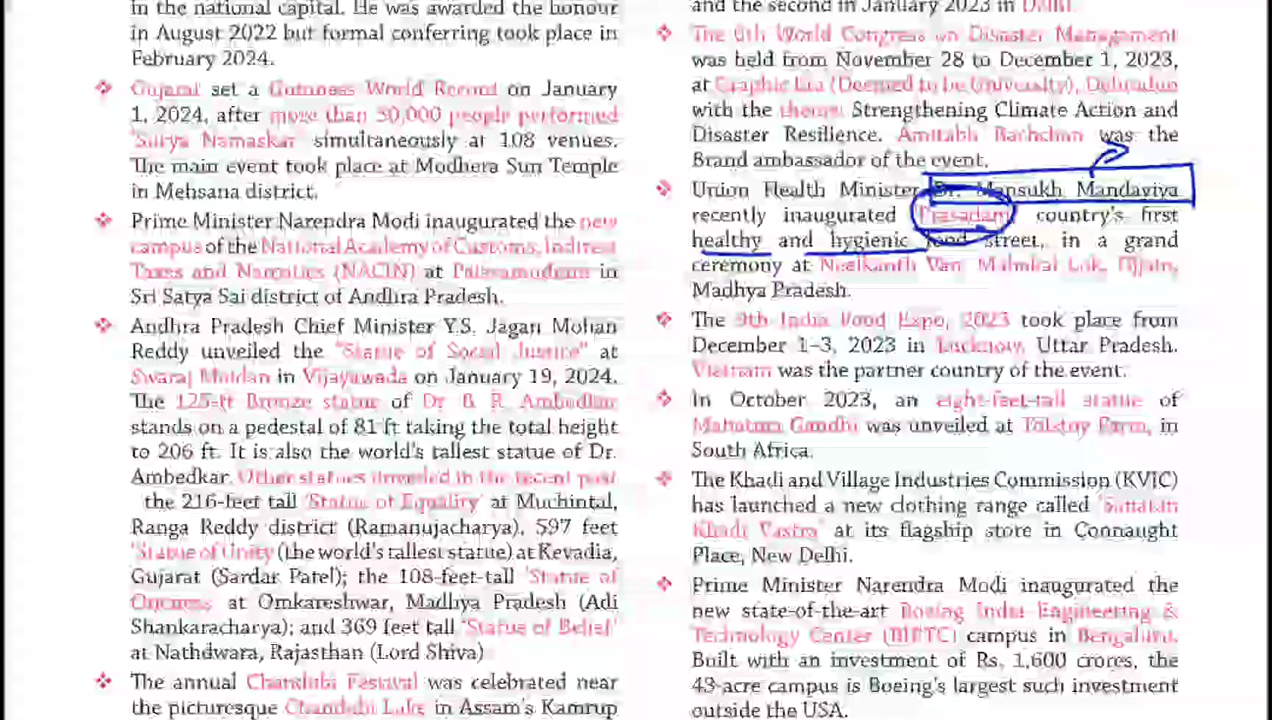 in the national capital. He was awarded the honour
in August 2022 but formal conferring took place in
February 2024.
❖ Gujarat set a Guinness World Record on January
1, 2024, after more than 50,000 people performed
'Surya Namaskar' simultaneously at 108 venues.
The main event took place at Modhera Sun Temple
in Mehsana district.
❖ Prime Minister Narendra Modi inaugurated the new
campus of the National Academy of Customs, Indirect
Taxes and Narcotics (NACIN) at Palasamudram in
Sri Satya Sai district of Andhra Pradesh.
❖ Andhra Pradesh Chief Minister Y.S. Jagan Mohan
Reddy unveiled the "Statue of Social Justice" at
Swaraj Maidan in Vijayawada on January 19, 2024.
The 125-ft Bronze statue of Dr. B. R. Ambedkar
stands on a pedestal of 81 ft taking the total height
to 206 ft. It is also the world's tallest statue of Dr.
Ambedkar. Other statues unveiled in the recent past
the 216-feet tall 'Statue of Equality' at Muchintal,
Ranga Reddy district (Ramanujacharya), 597 feet
'Statue of Unity (the world's tallest statue) at Kevadia,
Gujarat (Sardar Patel); the 108-feet-tall 'Statue of
Oneness at Omkareshwar, Madhya Pradesh (Adi
Shankaracharya); and 369 feet tall 'Statue of Belief'
at Nathdwara, Rajasthan (Lord Shiva)
❖ The annual Chandubi Festival was celebrated near
the picturesque Chandubi Lake in Assam's Kamrup
and the second in January 2023 in Delhi.
❖ The 6th World Congress on Disaster Management
was held from November 28 to December 1, 2023,
at Graphic Era (Deemed to be University), Dehradun
with the theme: Strengthening Climate Action and
Disaster Resilience. Amitabh Bachchan was the
Brand ambassador of the event.
❖ Union Health Minister Dr. Mansukh Mandaviya
recently inaugurated 'Prasadam' country's first
healthy and hygienic food street, in a grand
ceremony at Neelkanth Van, Mahakal Lok, Ujjain,
Madhya Pradesh.
❖ The 9th India Food Expo, 2023 took place from
December 1–3, 2023 in Lucknow, Uttar Pradesh.
Vietnam was the partner country of the event.
❖ In October 2023, an eight-feet-tall statue of
Mahatma Gandhi was unveiled at Tolstoy Farm, in
South Africa.
❖ The Khadi and Village Industries Commission (KVIC)
has launched a new clothing range called 'Sanatan
Khadi Vastra' at its flagship store in Connaught
Place, New Delhi.
❖ Prime Minister Narendra Modi inaugurated the
new state-of-the-art Boeing India Engineering &
Technology Center (BIETC) campus in Bengaluru.
Built with an investment of Rs. 1,600 crores, the
43-acre campus is Boeing's largest such investment
outside the USA.